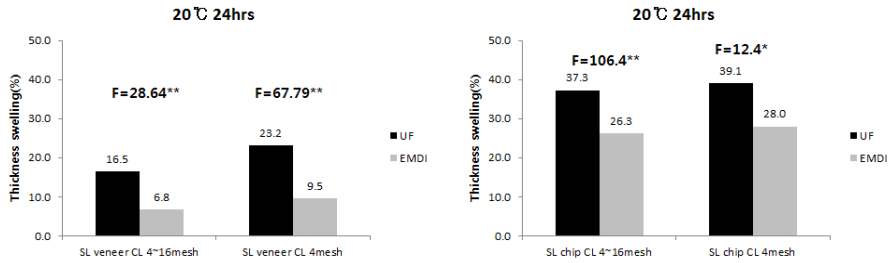 20℃ 24hrs
Thickness swelling(%)
50.0
40.0
30.0
20.0
10.0
0.0
F=28.64**
F=67.79**
16.5
6.8
23.2
9.5
SL veneer CL 4~16mesh
SL veneer CL 4mesh
UF
EMDI
20℃ 24hrs
Thickness swelling(%)
50.0
40.0
30.0
20.0
10.0
0.0
F=106.4**
F=12.4*
37.3
26.3
39.1
28.0
SL chip CL 4~16mesh
SL chip CL 4mesh
UF
EMDI